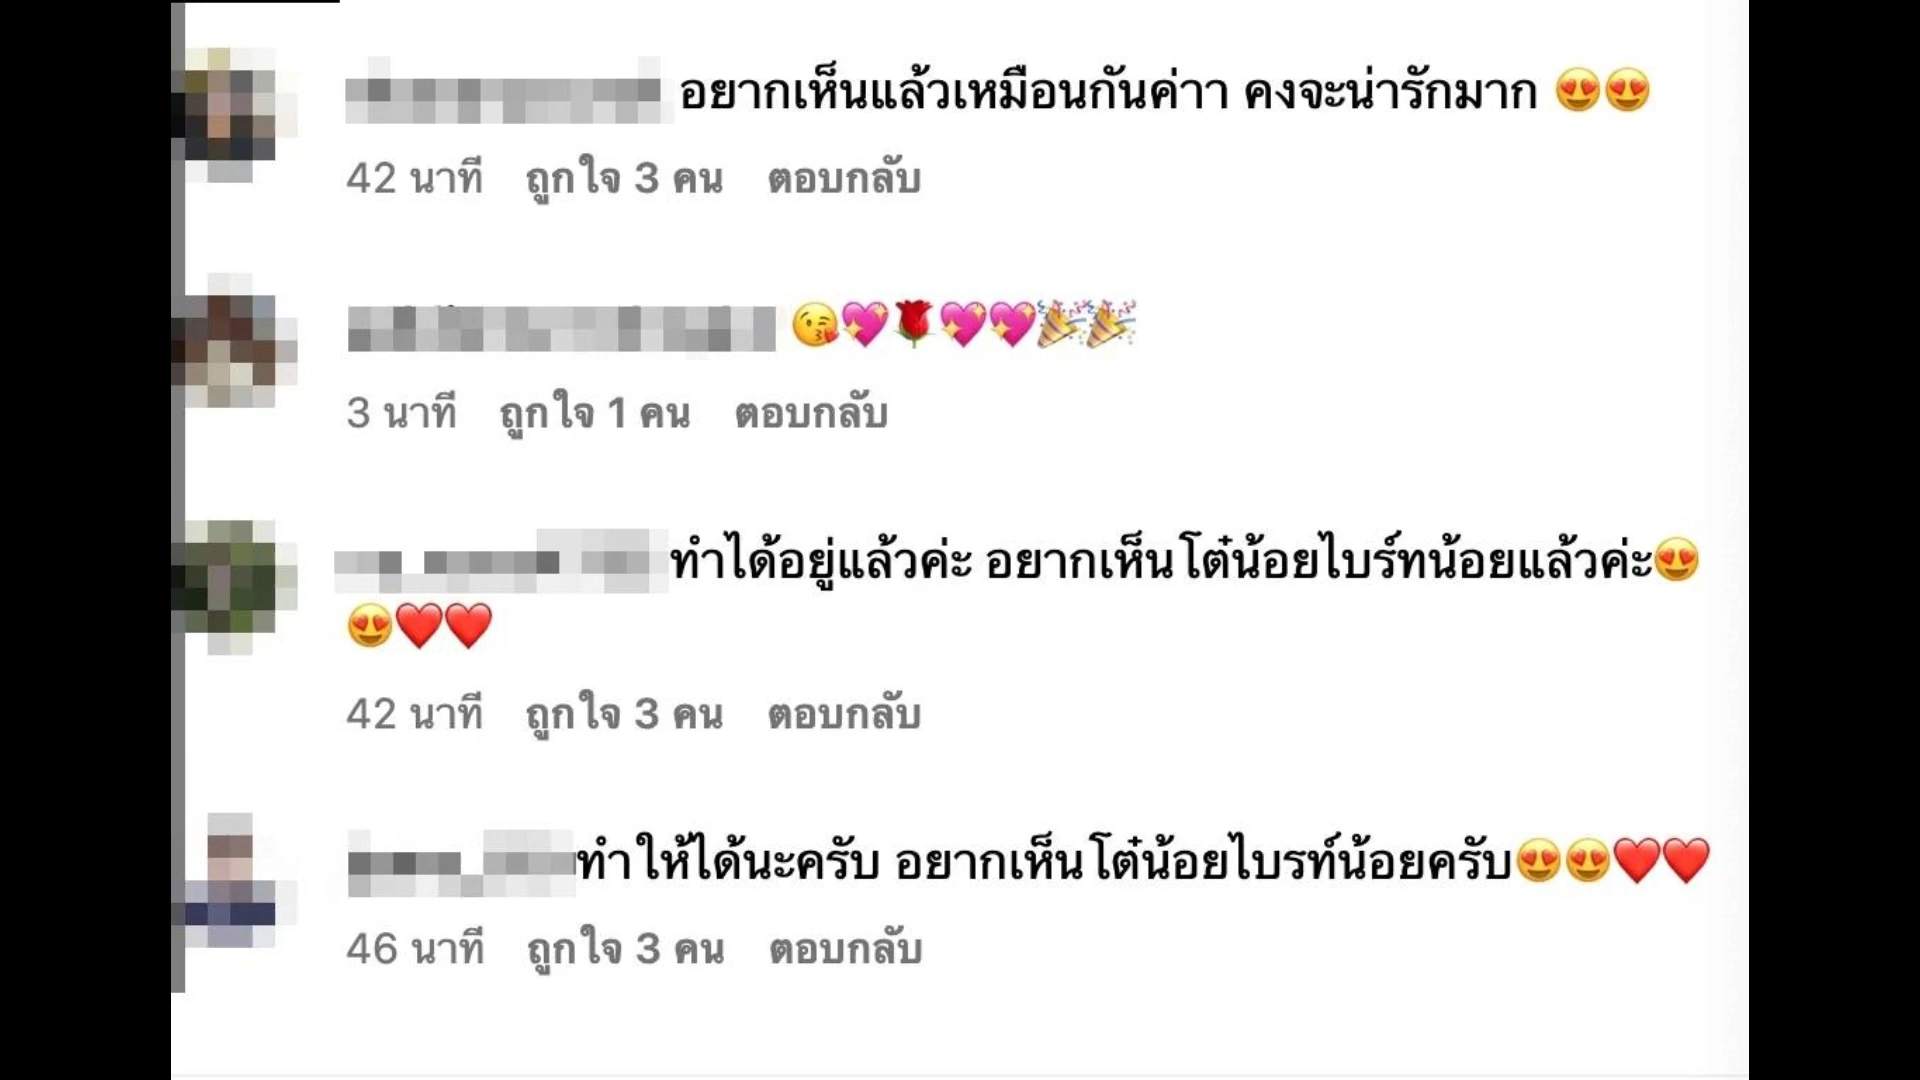 อยากเห็นแล้วเหมือนกันค่าา คงจะน่ารักมาก 😍😍
42 นาที ถูกใจ 3 คน ตอบกลับ
😘💖🌹💖💖🎉🎉
3 นาที ถูกใจ 1 คน ตอบกลับ
ทำได้อยู่แล้วค่ะ อยากเห็นโต๋น้อยไบร์ทน้อยแล้วค่ะ😍
😍❤️❤️
42 นาที ถูกใจ 3 คน ตอบกลับ
ทำให้ได้นะครับ อยากเห็นโต๋น้อยไบรท์น้อยครับ😍😍❤️❤️
46 นาที ถูกใจ 3 คน ตอบกลับ